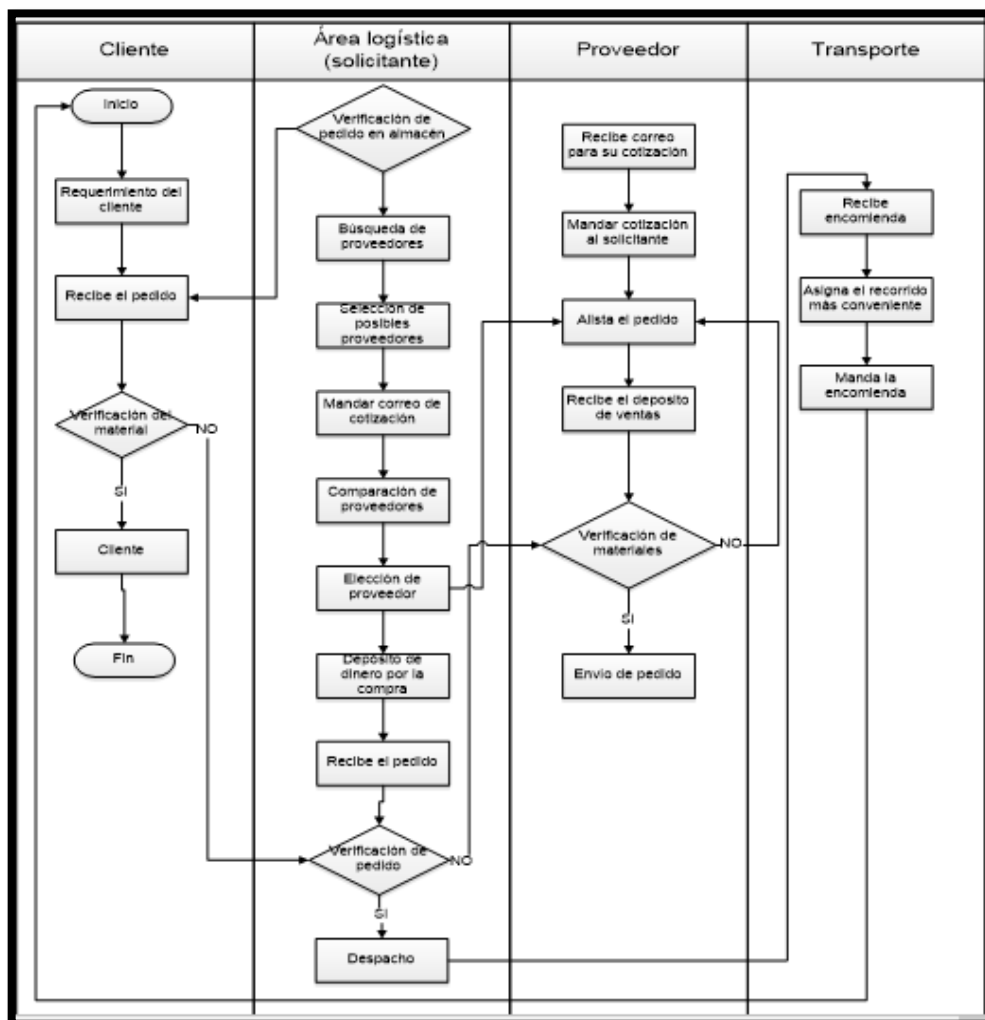 Cliente
Área logística
(solicitante)
Proveedor
Transporte
Inicio
Requerimiento del
cliente
Recibe el pedido
Verificación del
material
NO
SI
Cliente
Fin
Verificación de
pedido en almacén
Búsqueda de
proveedores
Selección de
posibles
proveedores
Mandar correo de
cotización
Comparación de
proveedores
Elección de
proveedor
Depósito de
dinero por la
compra
Recibe el pedido
Verificación de
pedido
NO
SI
Despacho
Recibe correo
para su cotización
Mandar cotización
al solicitante
Alista el pedido
Recibe el deposito
de ventas
Verificación de
materiales
NO
SI
Envío de pedido
Recibe
encomienda
Asigna el recorrido
más conveniente
Manda la
encomienda